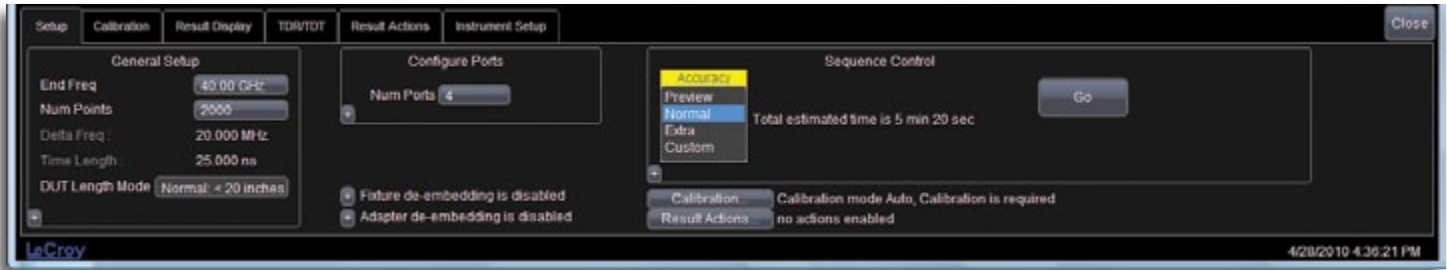 Setup Calibration Result Display TDR/TDT Result Actions Instrument Setup Close
General Setup
End Freq 40.00 GHz
Num Points 2000
Delta Freq : 20.000 MHz
Time Length : 25.000 ns
DUT Length Mode Normal: < 20 inches
Configure Ports
Num Ports 4
Fixture de-embedding is disabled
Adapter de-embedding is disabled
Sequence Control
Accuracy
Preview
Normal
Extra
Custom
Total estimated time is 5 min 20 sec
Go
Calibration... Calibration mode Auto, Calibration is required
Result Actions... no actions enabled
LeCroy 4/28/2010 4:36:21 PM